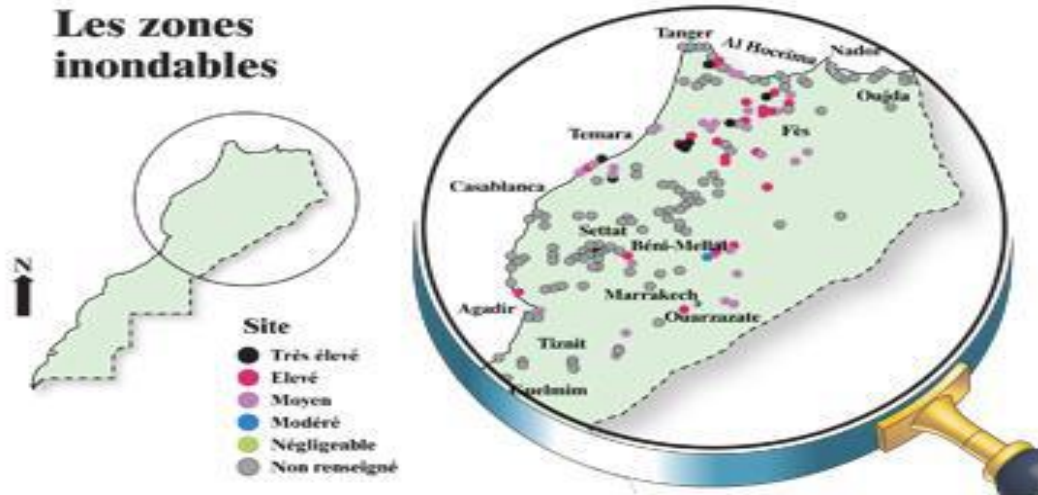 Les zones
inondables
N
Site
Très élevé
Elevé
Moyen
Modéré
Négligeable
Non renseigné
Tanger
Al Hoceima
Nador
Oujda
Fès
Temara
Casablanca
Settat
Béni-Mellal
Marrakech
Agadir
Ouarzazate
Tiznit
Guelmim